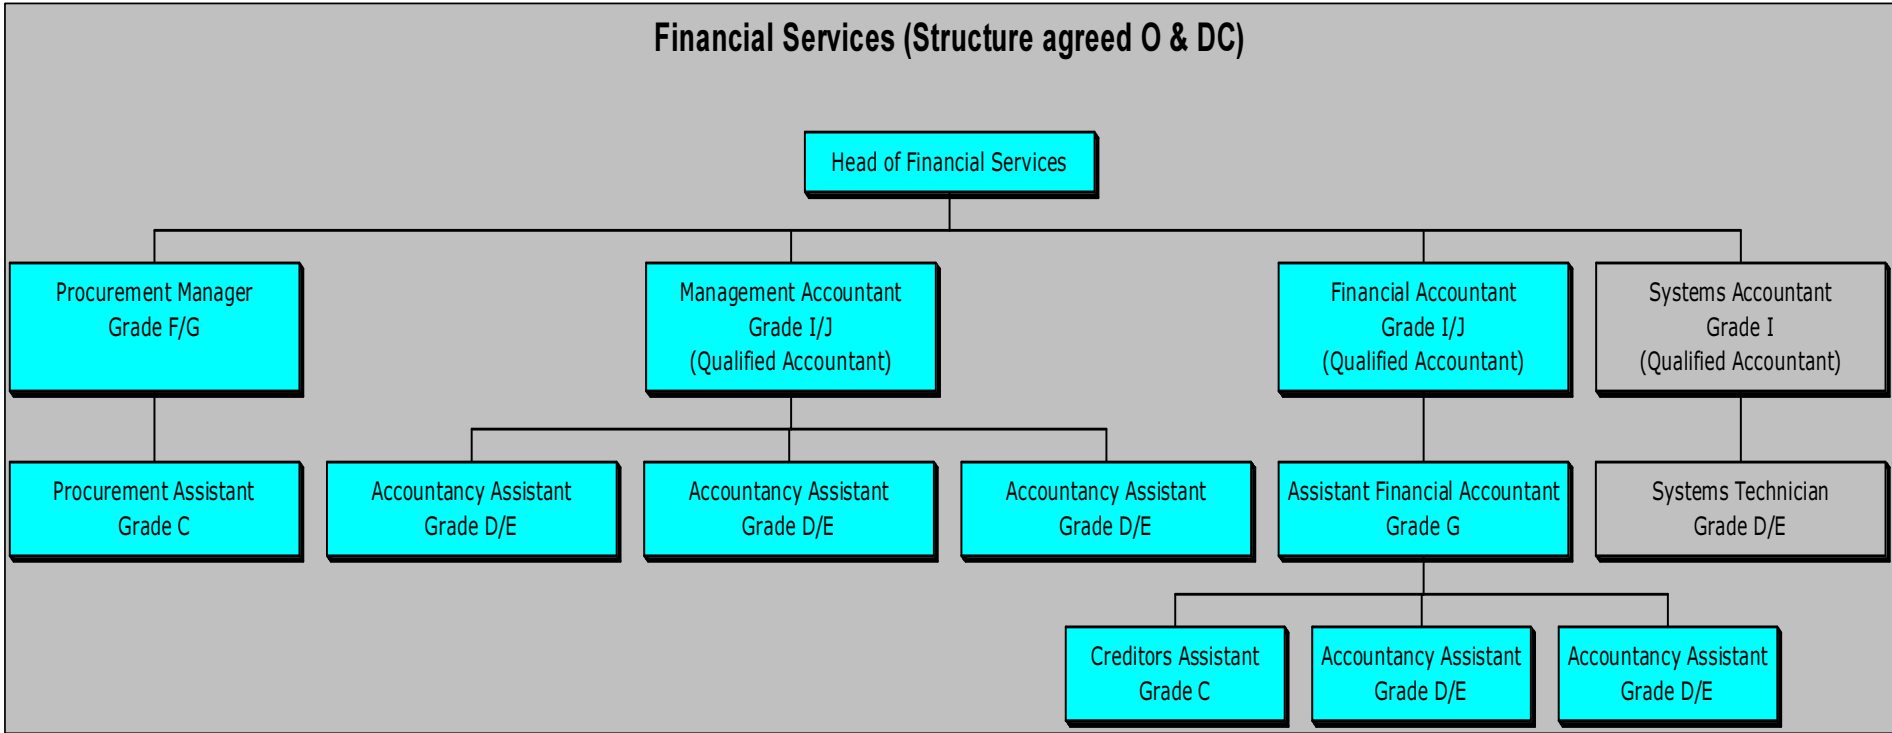 Financial Services (Structure agreed O & DC)
Head of Financial Services
Procurement Manager
Grade F/G
Management Accountant
Grade I/J
(Qualified Accountant)
Financial Accountant
Grade I/J
(Qualified Accountant)
Systems Accountant
Grade I
(Qualified Accountant)
Procurement Assistant
Grade C
Accountancy Assistant
Grade D/E
Accountancy Assistant
Grade D/E
Accountancy Assistant
Grade D/E
Assistant Financial Accountant
Grade G
Systems Technician
Grade D/E
Creditors Assistant
Grade C
Accountancy Assistant
Grade D/E
Accountancy Assistant
Grade D/E